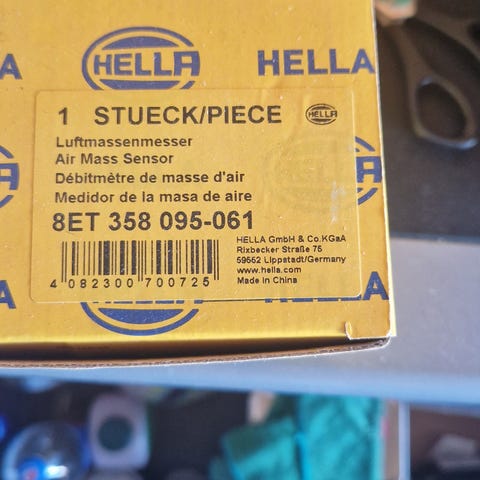 HELLA
HELLA
1 STUECK/PIECE
HELLA
Luftmassenmesser
Air Mass Sensor
Débitmètre de masse d'air
Medidor de la masa de aire
8ET 358 095-061
HELLA GmbH & Co.KGaA
Rixbecker Straße 75
59552 Lippstadt/Germany
www.hella.com
Made in China
4 082300 700725